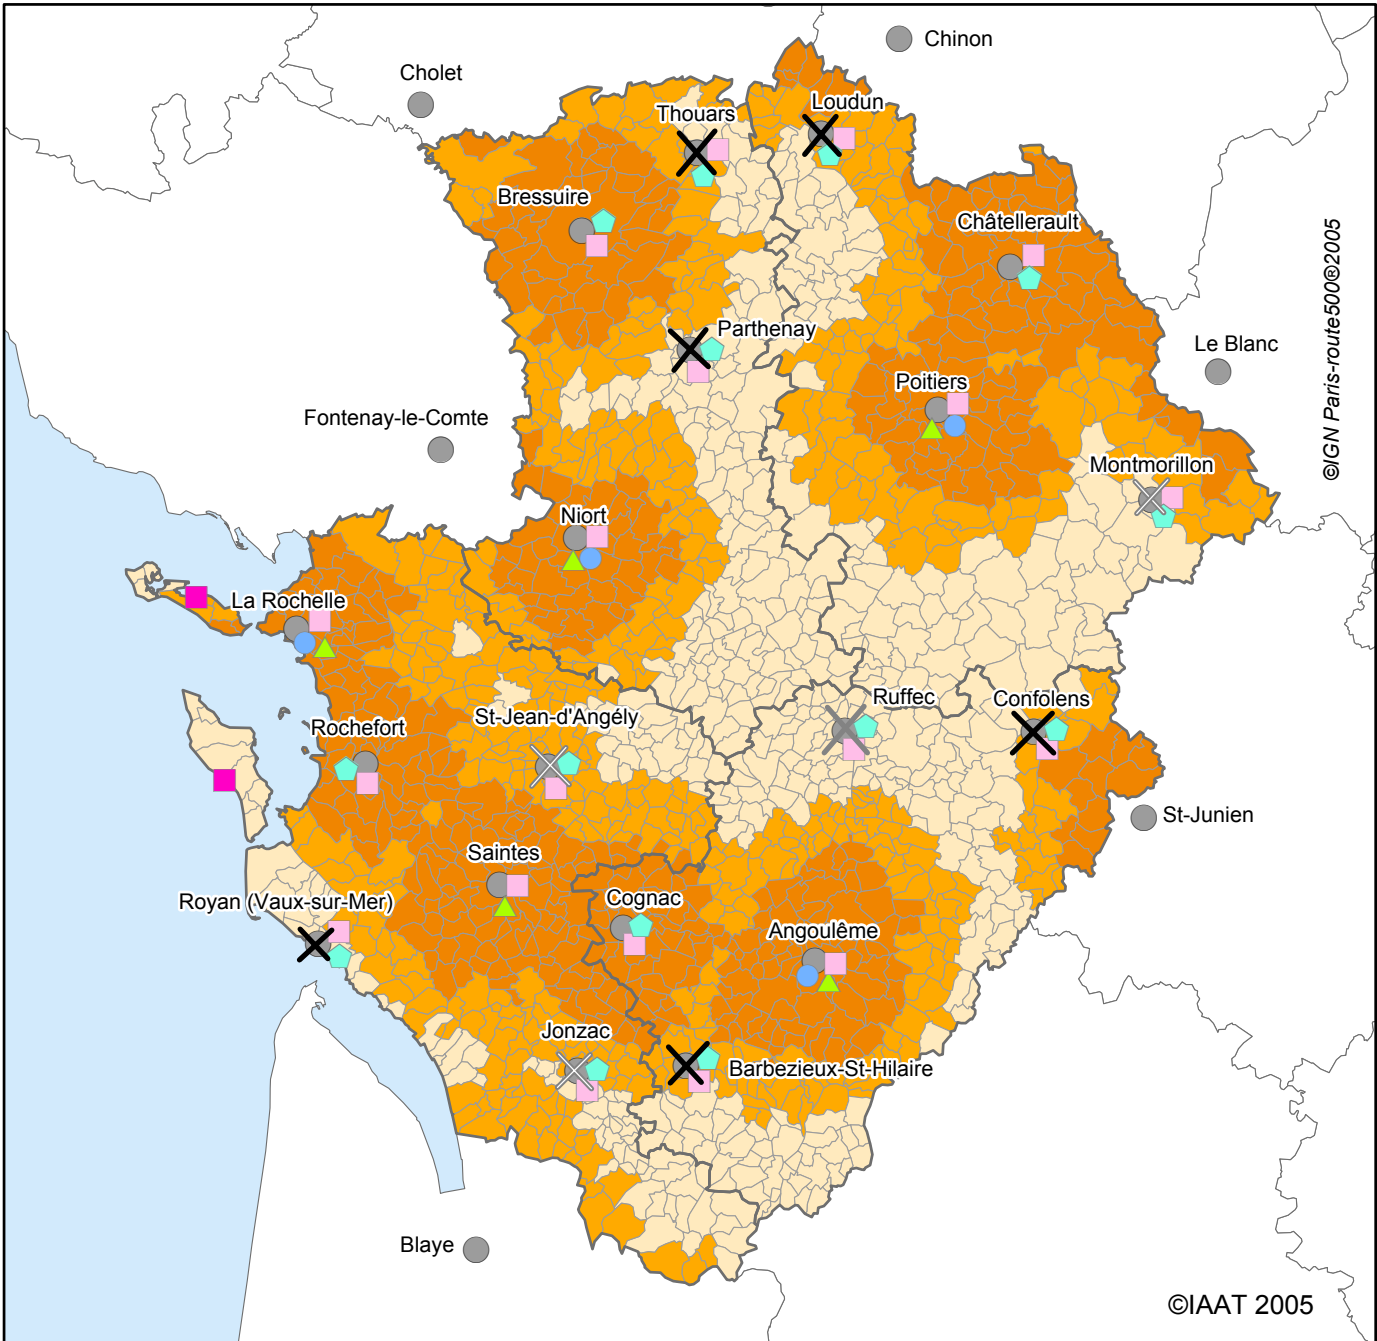 Chinon
Cholet
Loudun
Thouars
Bressuire
Châtellerault
©IGN Paris-route500®2005
Parthenay
Le Blanc
Poitiers
Fontenay-le-Comte
Montmorillon
Niort
La Rochelle
Ruffec
Confolens
St-Jean-d'Angély
Rochefort
St-Junien
Saintes
Cognac
Royan (Vaux-sur-Mer)
Angoulême
Jonzac
Barbezieux-St-Hilaire
Blaye
©IAAT 2005